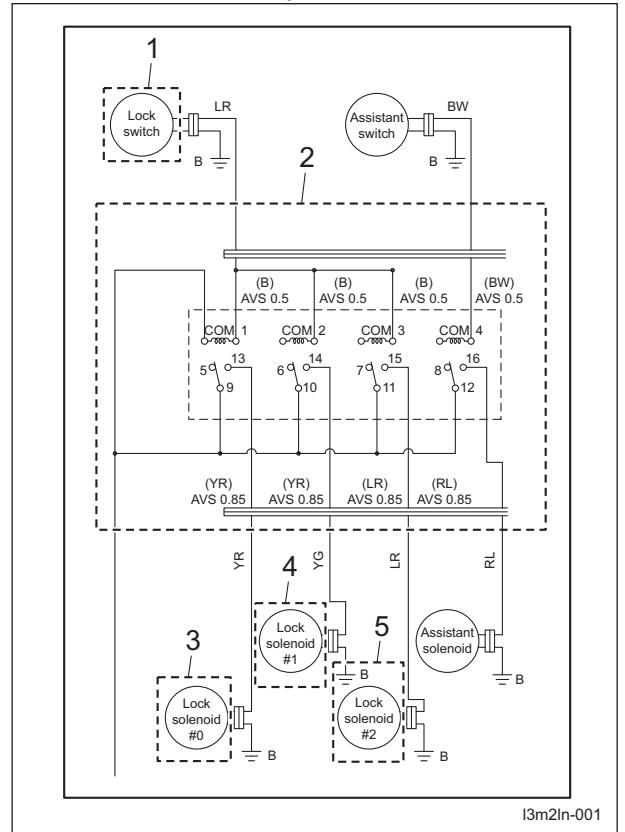 1
LR
BW
Lock
switch
Assistant
switch
B
B
2
(B)
AVS 0.5
(B)
AVS 0.5
(B)
AVS 0.5
(BW)
AVS 0.5
COM 1
COM 2
COM 3
COM 4
5
13
6
14
7
15
8
16
9
10
11
12
(YR)
AVS 0.85
(YR)
AVS 0.85
(LR)
AVS 0.85
(RL)
AVS 0.85
YR
YG
LR
RL
4
Lock
solenoid
#1
B
3
Lock
solenoid
#0
B
5
Lock
solenoid
#2
B
Assistant
solenoid
B
l3m2ln-001